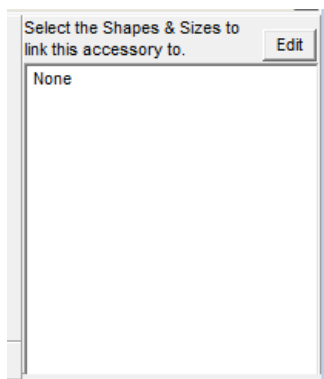 Select the Shapes & Sizes to
link this accessory to.
Edit
None